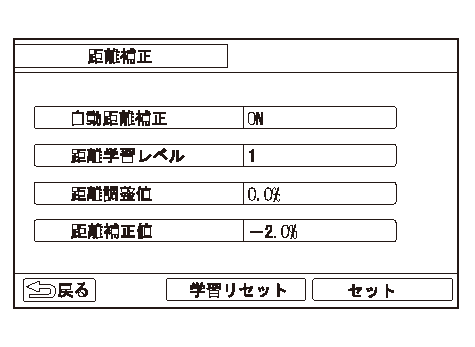 距離補正
自動距離補正 ON
距離学習レベル 1
距離調整値 0.0%
距離補正値 −2.0%
戻る 学習リセット セット